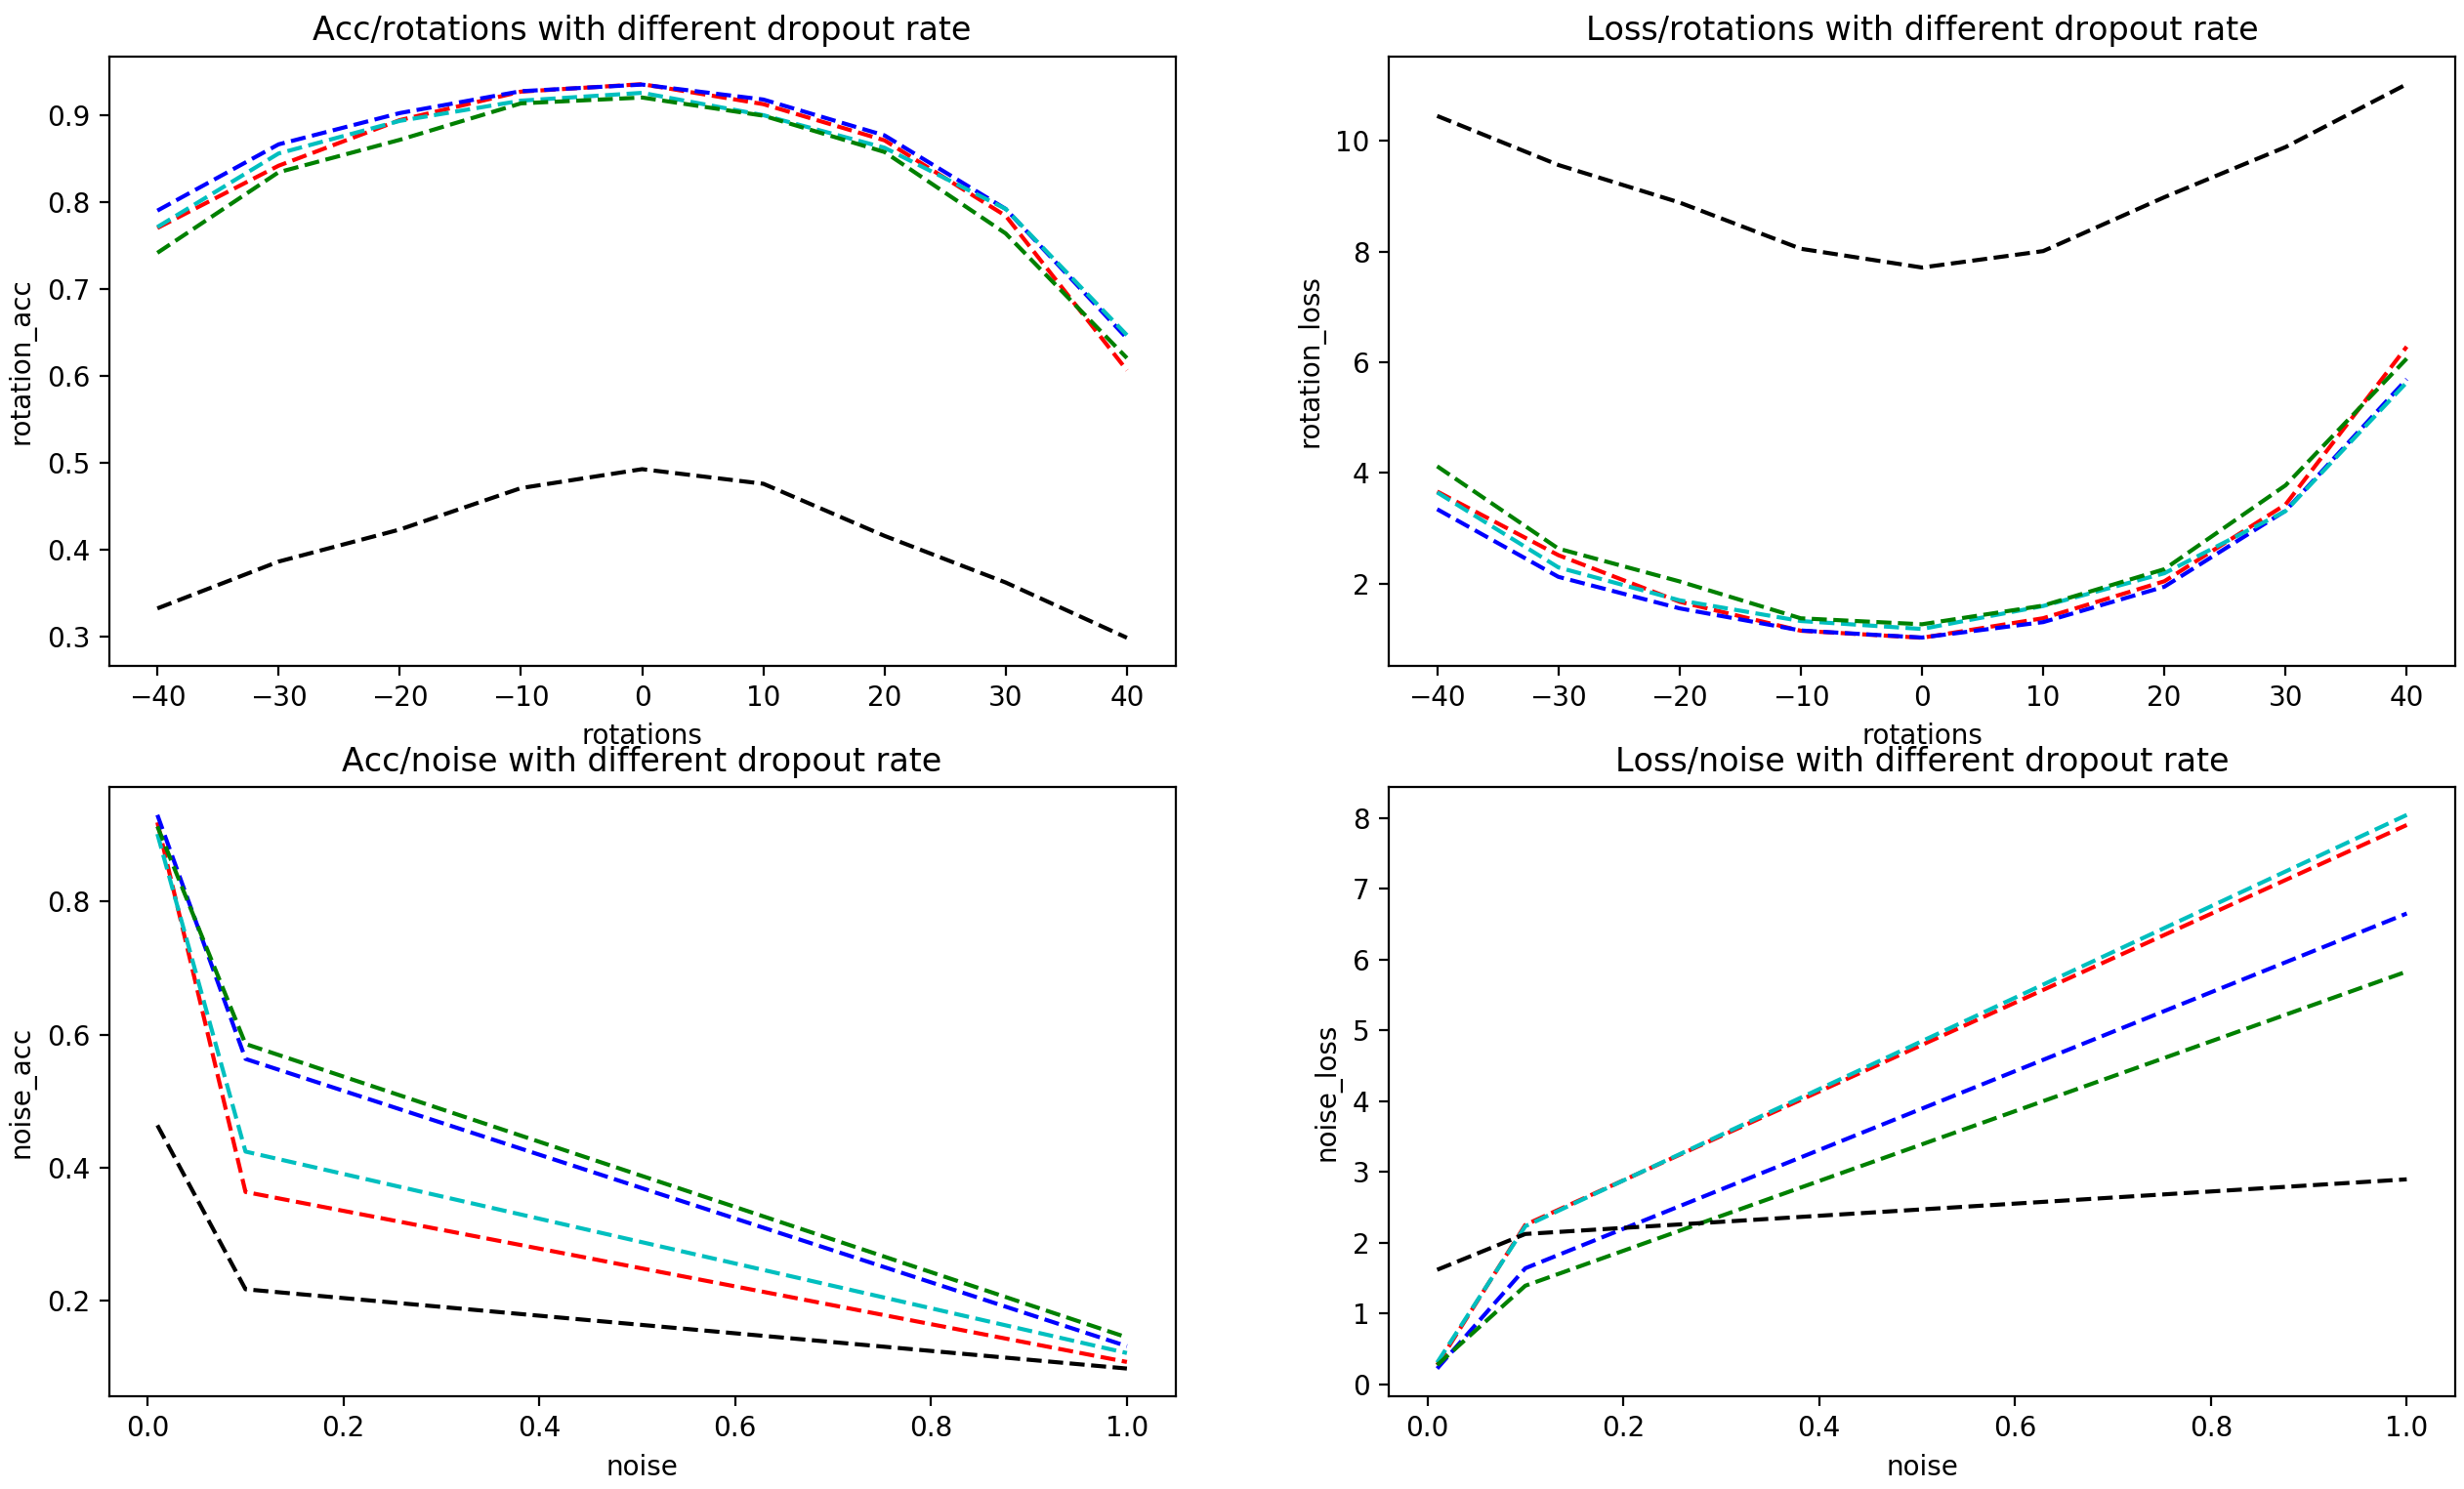 Acc/rotations with different dropout rate
rotation_acc
0.9
0.8
0.7
0.6
0.5
0.4
0.3
−40 −30 −20 −10 0 10 20 30 40
rotations
Loss/rotations with different dropout rate
rotation_loss
10
8
6
4
2
−40 −30 −20 −10 0 10 20 30 40
rotations
Acc/noise with different dropout rate
noise_acc
0.8
0.6
0.4
0.2
0.0 0.2 0.4 0.6 0.8 1.0
noise
Loss/noise with different dropout rate
noise_loss
8
7
6
5
4
3
2
1
0
0.0 0.2 0.4 0.6 0.8 1.0
noise